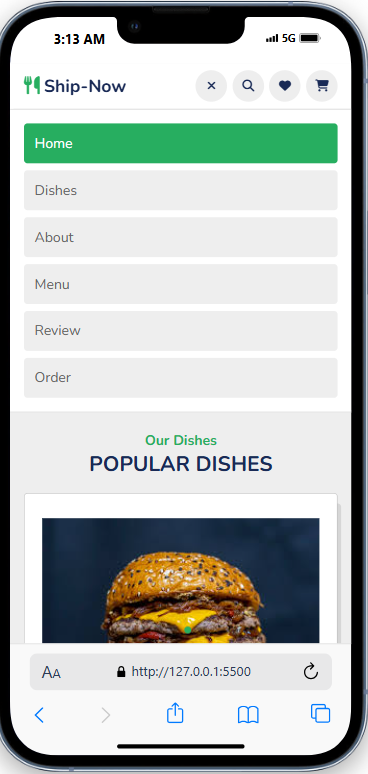 3:13 AM
5G
Ship-Now
Home
Dishes
About
Menu
Review
Order
Our Dishes
POPULAR DISHES
AA
http://127.0.0.1:5500